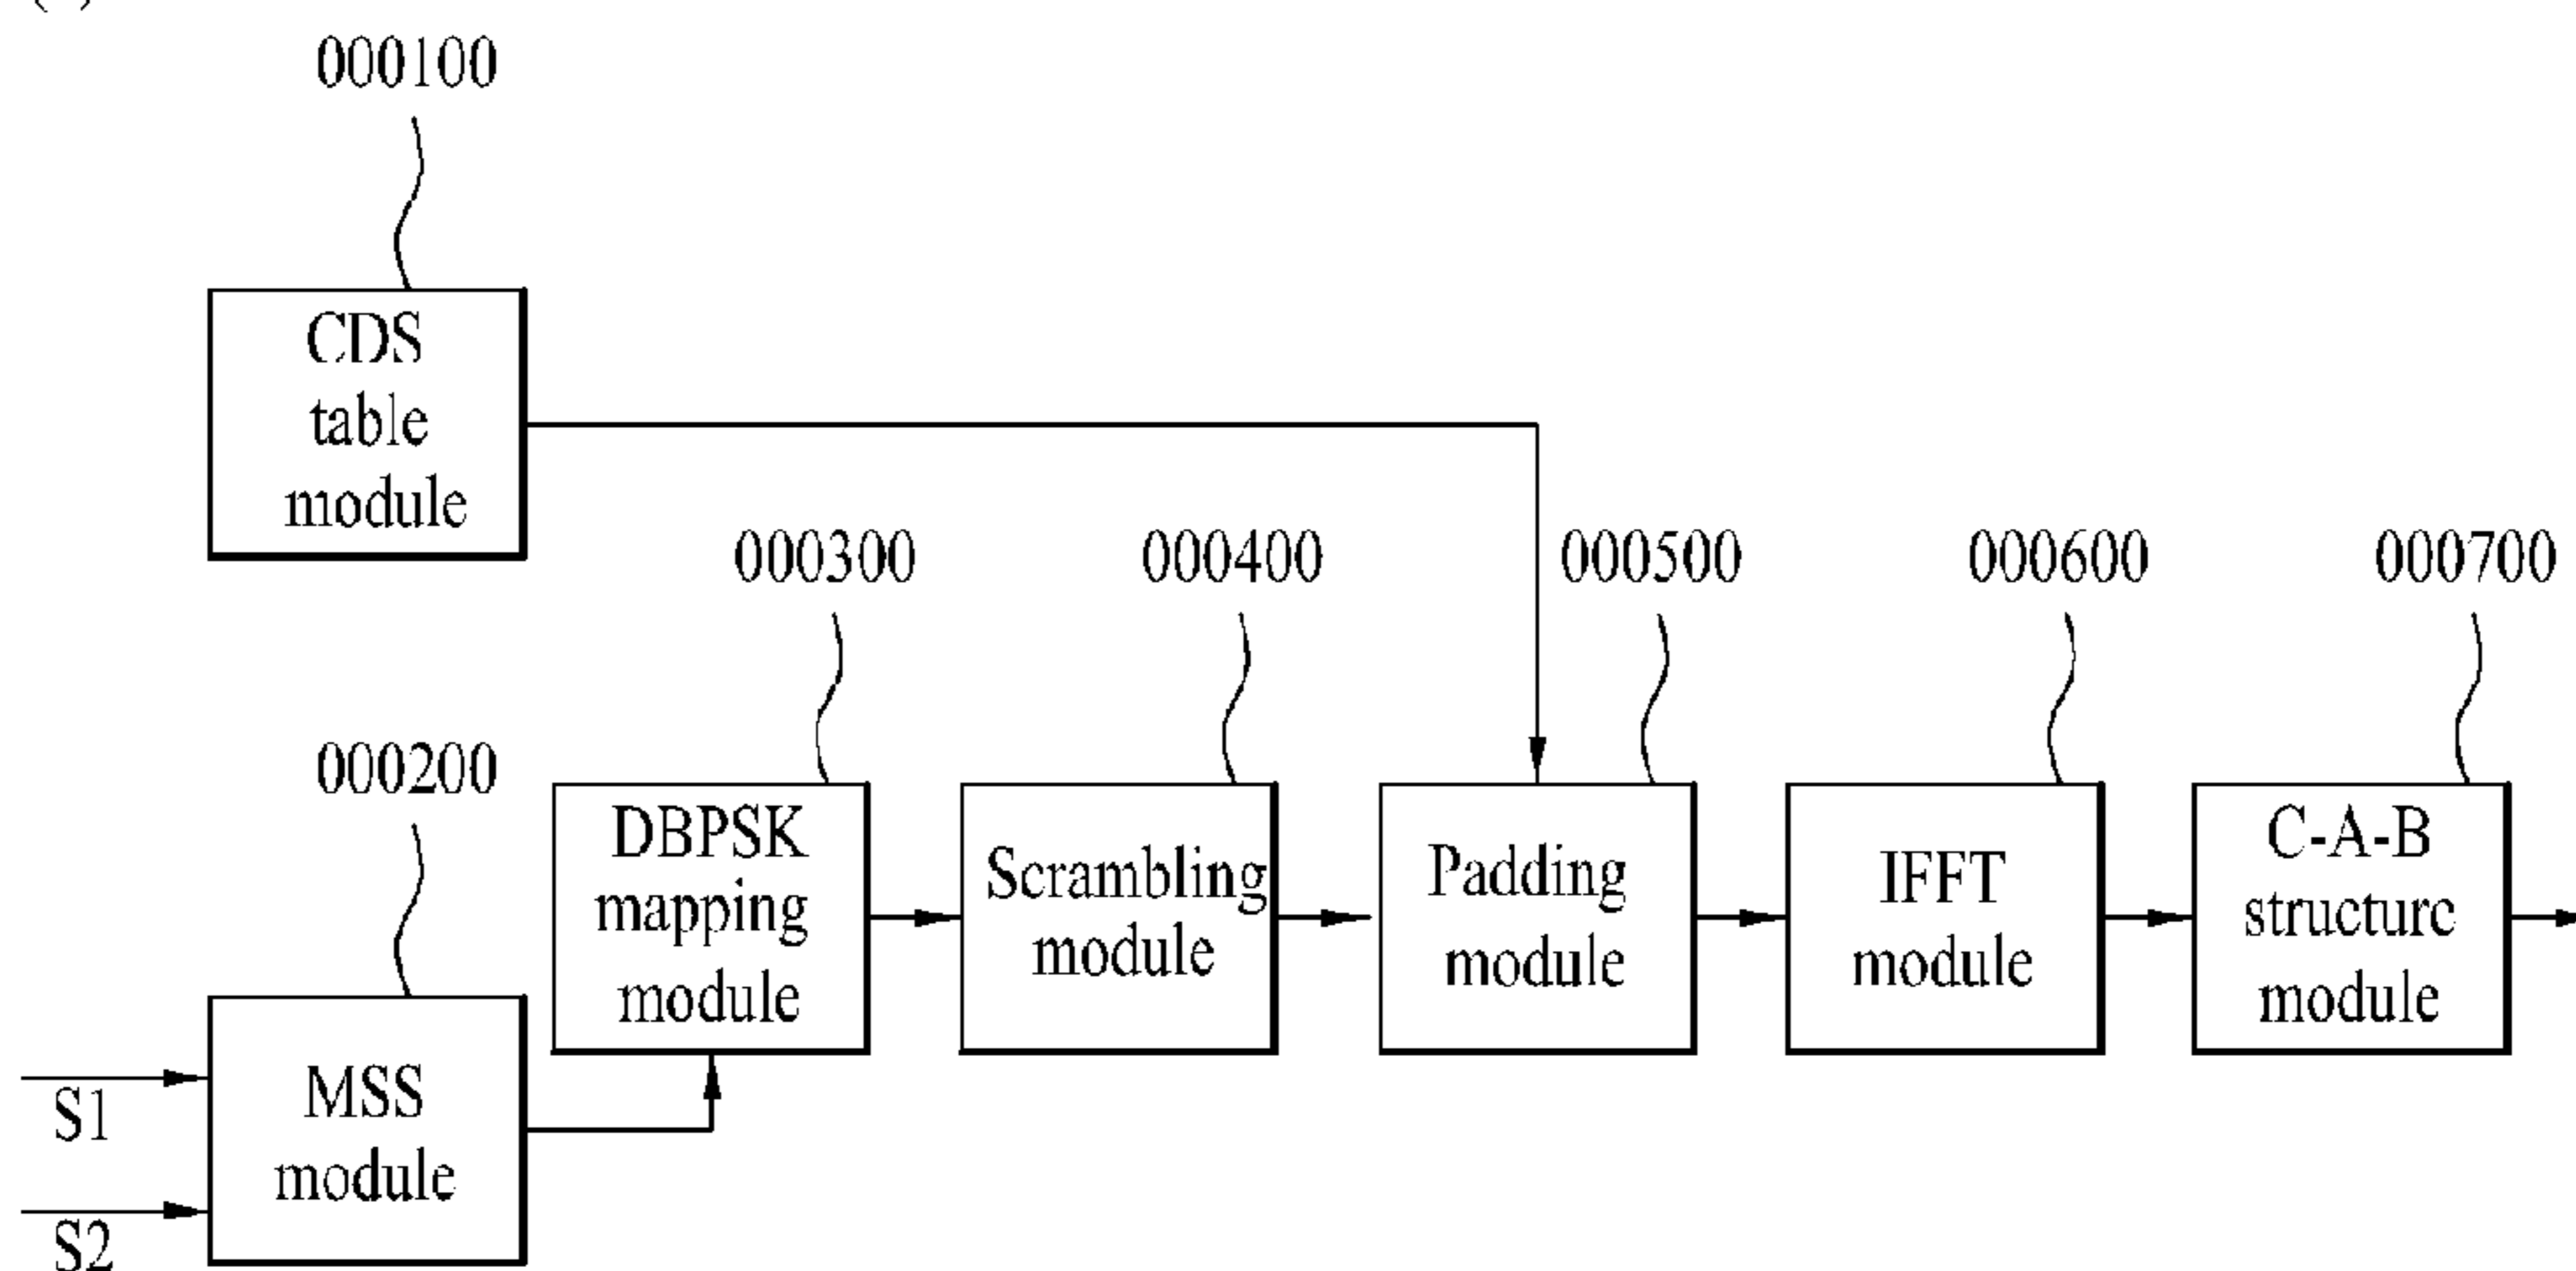 000100
CDS
table
module
000300
000400
000500
000600
000700
000200
DBPSK
mapping
module
Scrambling
module
Padding
module
IFFT
module
C-A-B
structure
module
S1
S2
MSS
module